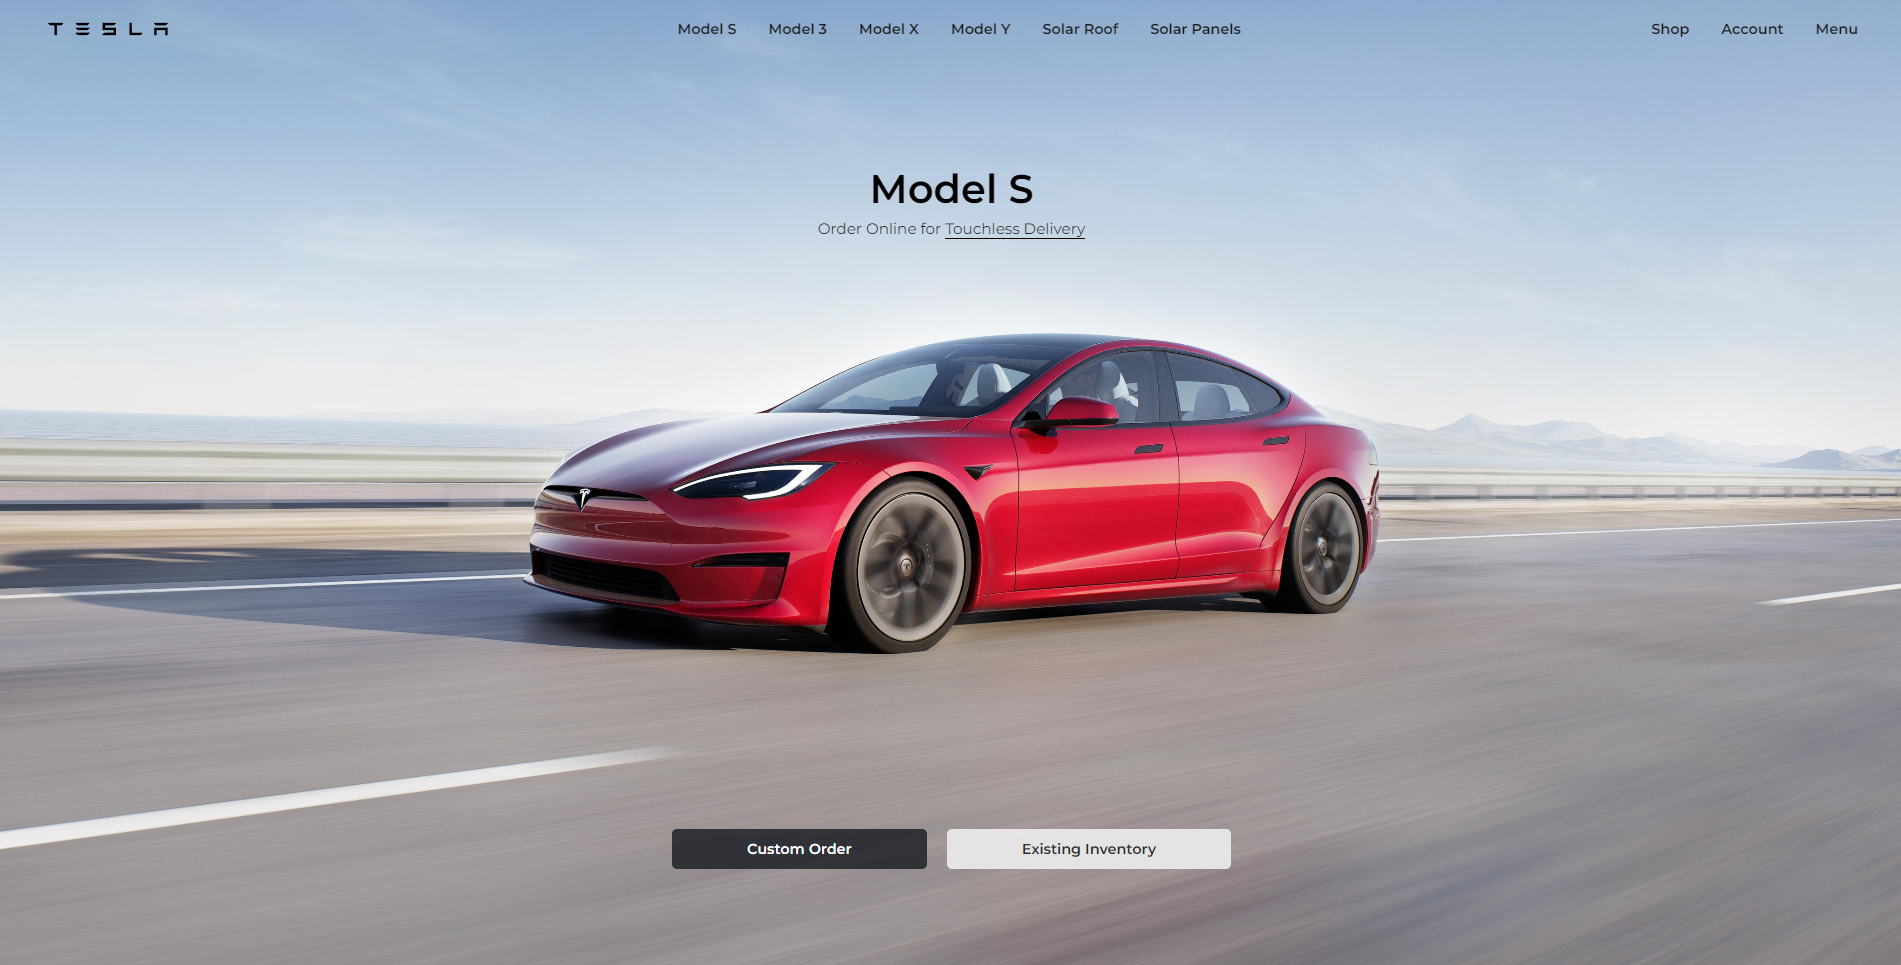 TESLA
Model S Model 3 Model X Model Y Solar Roof Solar Panels
Shop Account Menu
Model S
Order Online for Touchless Delivery
Custom Order
Existing Inventory